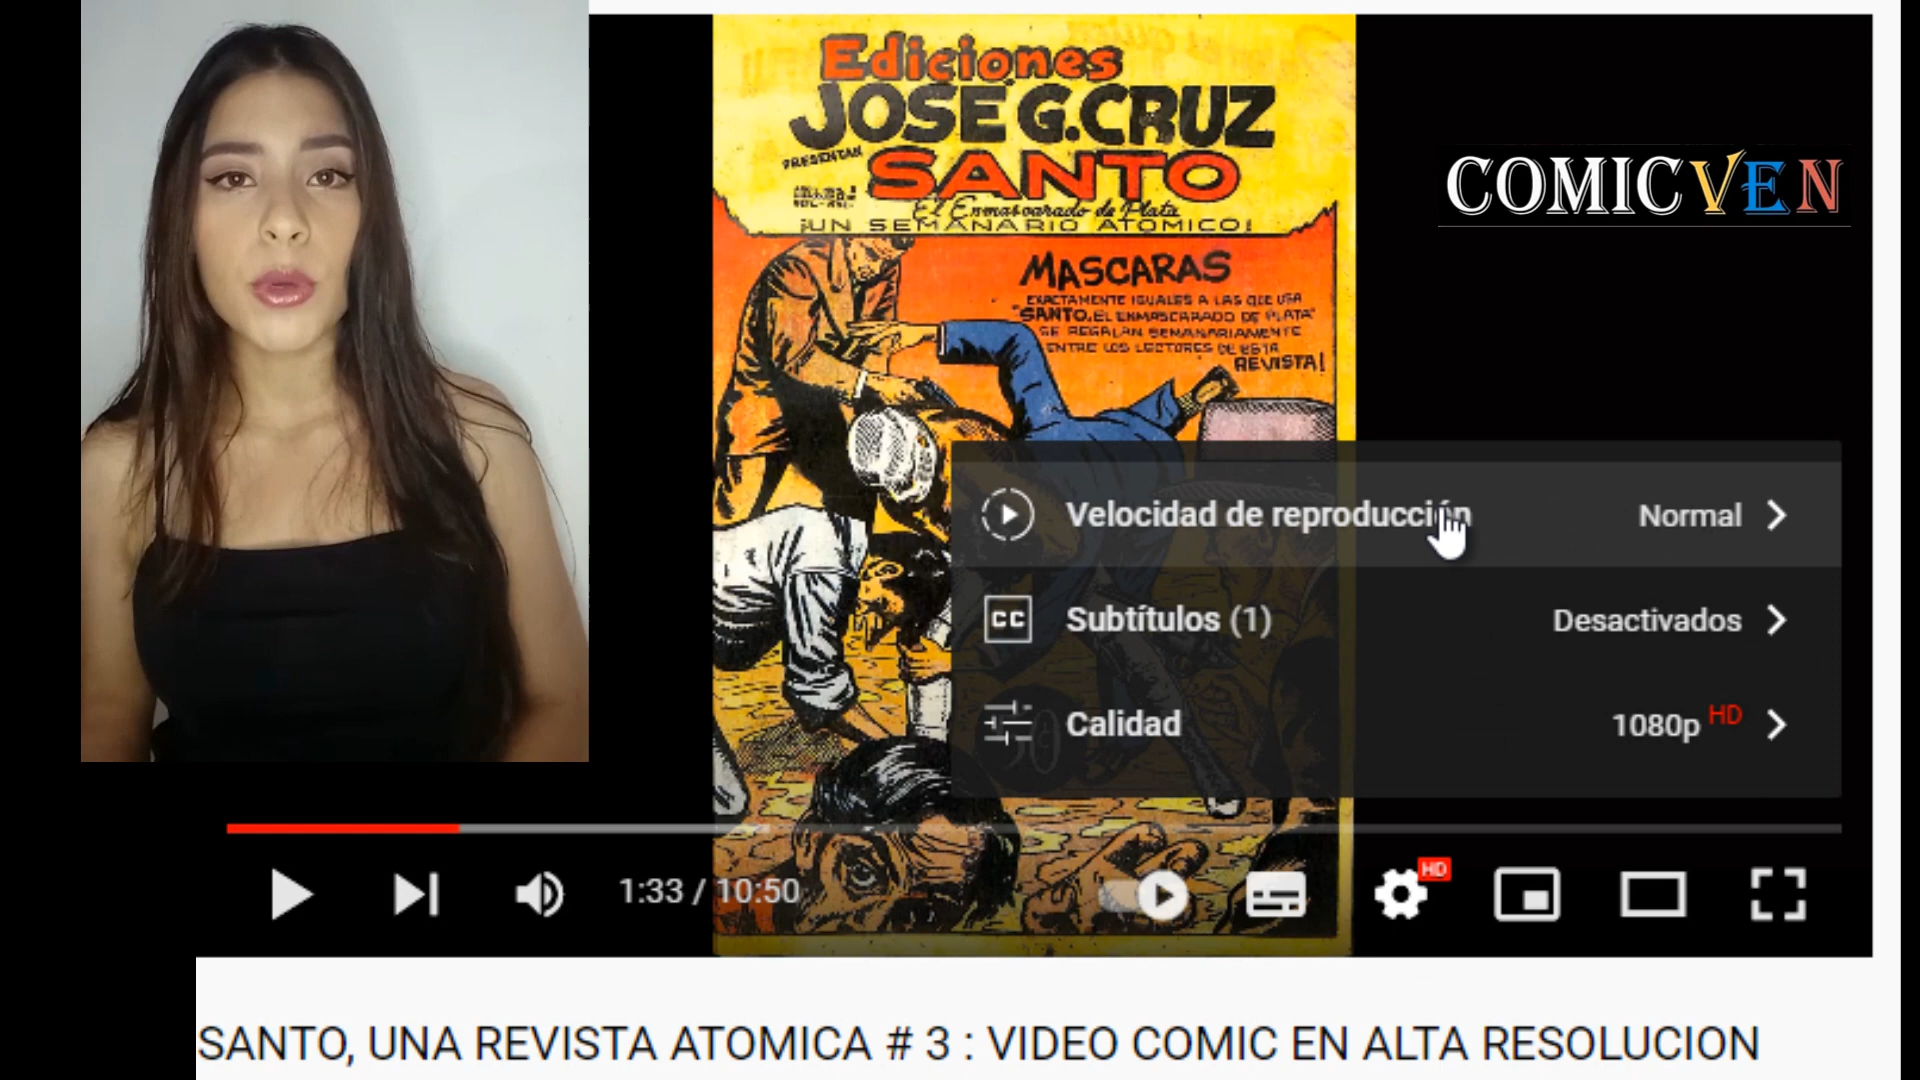 Ediciones
JOSE G. CRUZ
PRESENTAN
SANTO
El Enmascarado de Plata
¡UN SEMANARIO ATOMICO!
MASCARAS
EXACTAMENTE IGUALES A LAS QUE USA
"SANTO, EL ENMASCARADO DE PLATA"
SE REGALAN SEMANARIAMENTE
ENTRE LOS LECTORES DE ESTA
REVISTA!
COMICVEN
Velocidad de reproducción Normal
Subtítulos (1) Desactivados
Calidad 1080p HD
1:33 / 10:50
HD
SANTO, UNA REVISTA ATOMICA # 3 : VIDEO COMIC EN ALTA RESOLUCION